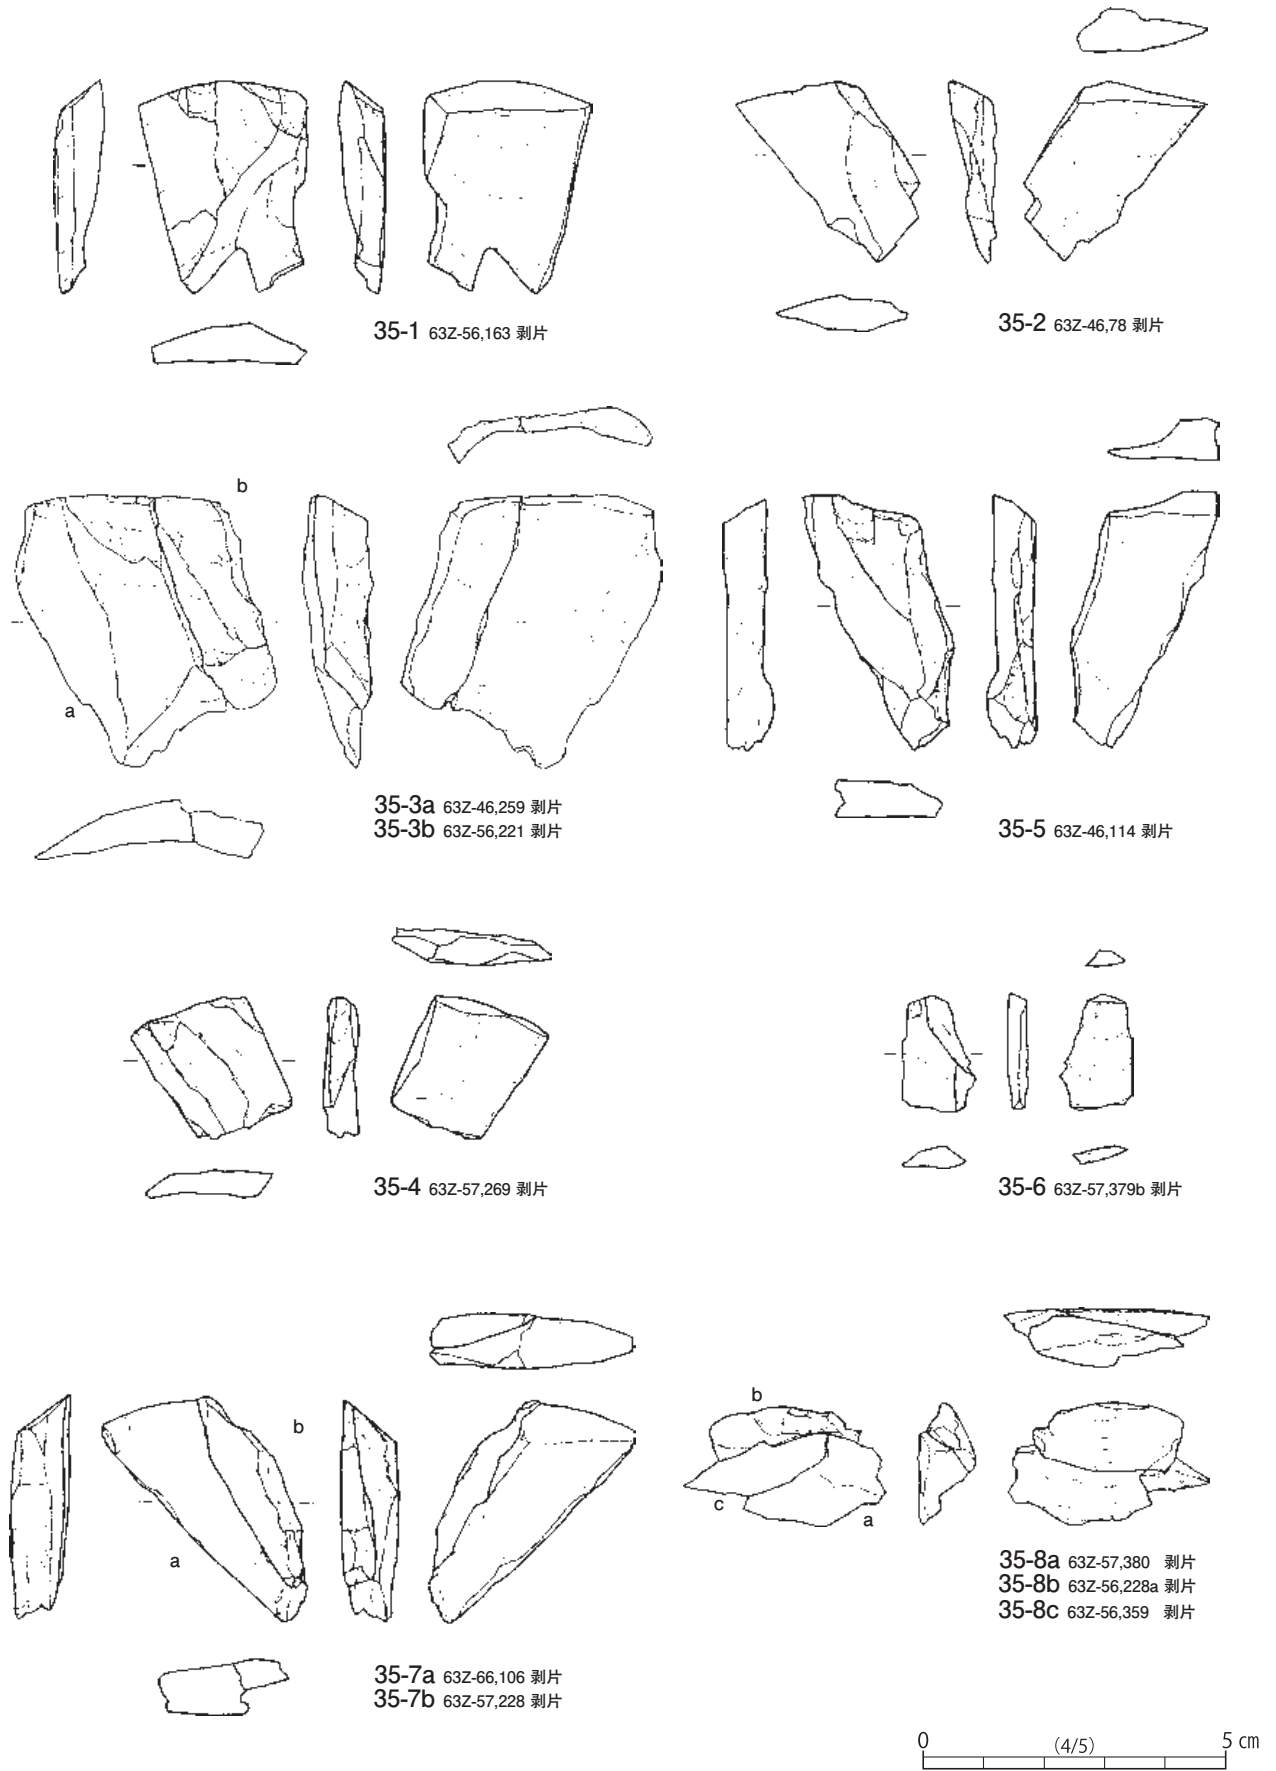 35-1 63Z-56,163 剥片
35-2 63Z-46,78 剥片
b
a
35-3a 63Z-46,259 剥片
35-3b 63Z-56,221 剥片
35-5 63Z-46,114 剥片
35-4 63Z-57,269 剥片
35-6 63Z-57,379b 剥片
b
a
35-7a 63Z-66,106 剥片
35-7b 63Z-57,228 剥片
b
c
a
35-8a 63Z-57,380 剥片
35-8b 63Z-56,228a 剥片
35-8c 63Z-56,359 剥片
0 (4/5) 5 cm